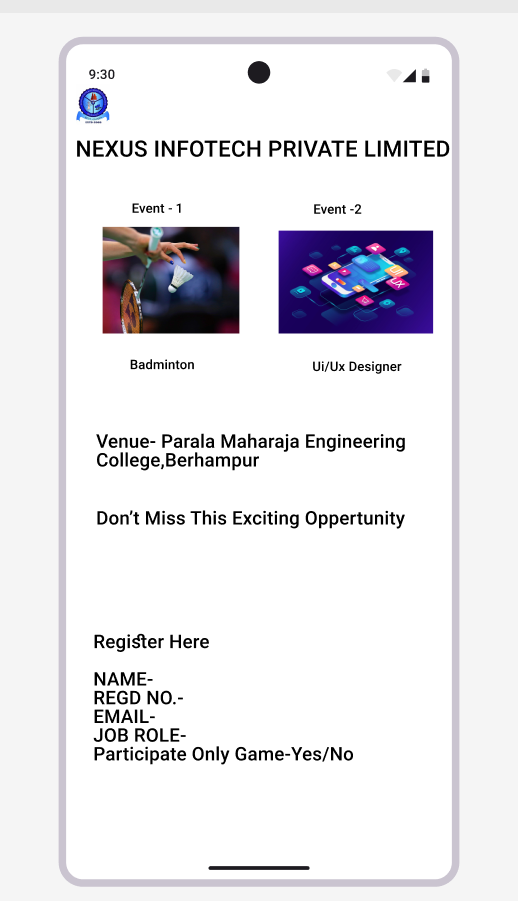 9:30
NEXUS INFOTECH PRIVATE LIMITED
Event - 1
Event -2
UI
UX
Badminton
Ui/Ux Designer
Venue- Parala Maharaja Engineering
College,Berhampur
Don’t Miss This Exciting Oppertunity
Register Here
NAME-
REGD NO.-
EMAIL-
JOB ROLE-
Participate Only Game-Yes/No